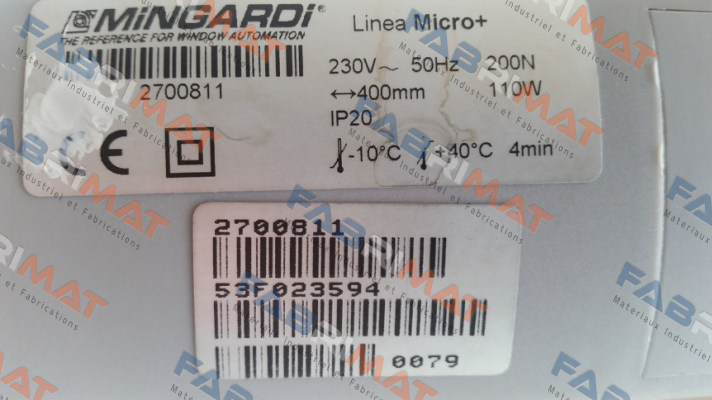 MiNGARDi® Linea Micro+
THE REFERENCE FOR WINDOW AUTOMATION
230V~ 50Hz 200N
2700811 ↔400mm 110W
IP20
CE -10°C +40°C 4min
2700811
53F023594
0079
FABRIMAT
Materiaux Industriel et Fabrications